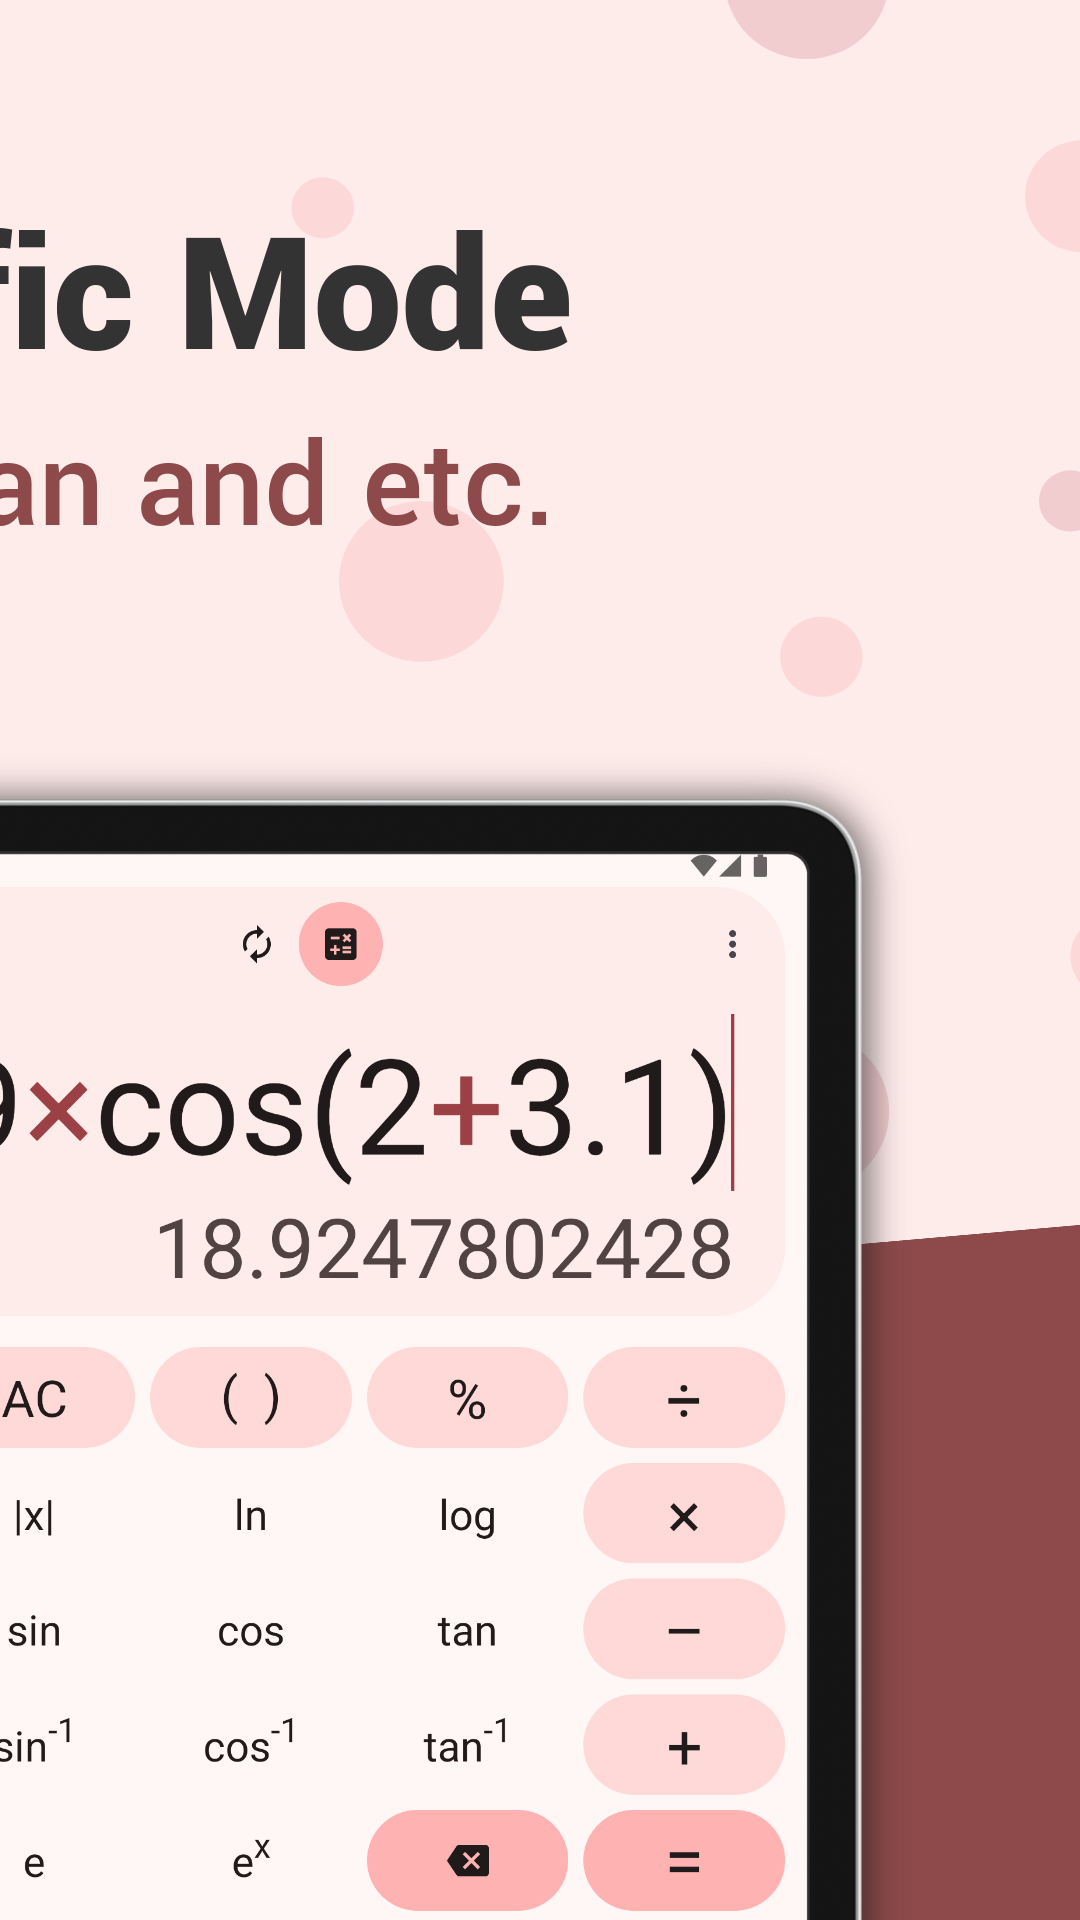 fic Mode
an and etc.
9×cos(2+3.1)
18.9247802428
AC ( ) % ÷
|x| ln log ×
sin cos tan −
sin⁻¹ cos⁻¹ tan⁻¹ +
e eˣ =